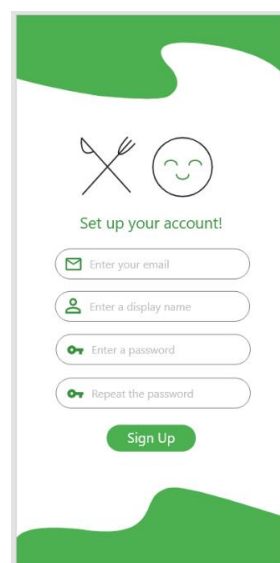 Set up your account!
Enter your email
Enter a display name
Enter a password
Repeat the password
Sign Up